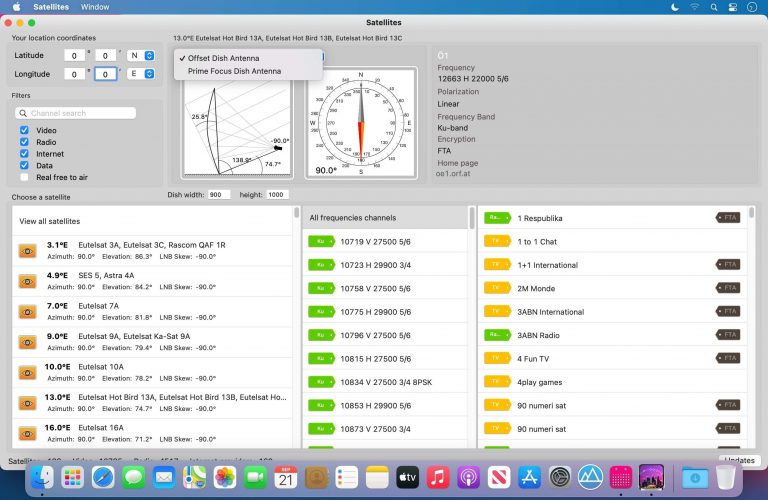 Satellites Window
Satellites
Your location coordinates
Latitude 0 ° 0 ′ N
Longitude 0 ° 0 ′ E
Filters
Channel search
Video
Radio
Internet
Data
Real free to air
13.0°E Eutelsat Hot Bird 13A, Eutelsat Hot Bird 13B, Eutelsat Hot Bird 13C
Offset Dish Antenna
Prime Focus Dish Antenna
25.8°
-90.0°
138.9°
74.7°
N
W
E
S
90.0°
Dish width: 900 height: 1000
Ö1
Frequency
12663 H 22000 5/6
Polarization
Linear
Frequency Band
Ku-band
Encryption
FTA
Home page
oe1.orf.at
Choose a satellite
View all satellites
3.1°E Eutelsat 3A, Eutelsat 3C, Rascom QAF 1R
Azimuth: 90.0° Elevation: 86.3° LNB Skew: -90.0°
4.9°E SES 5, Astra 4A
Azimuth: 90.0° Elevation: 84.2° LNB Skew: -90.0°
7.0°E Eutelsat 7A
Azimuth: 90.0° Elevation: 81.8° LNB Skew: -90.0°
9.0°E Eutelsat 9A, Eutelsat Ka-Sat 9A
Azimuth: 90.0° Elevation: 79.4° LNB Skew: -90.0°
10.0°E Eutelsat 10A
Azimuth: 90.0° Elevation: 78.2° LNB Skew: -90.0°
13.0°E Eutelsat Hot Bird 13A, Eutelsat Hot Bird 13B, Eutelsat Ho...
Azimuth: 90.0° Elevation: 74.7° LNB Skew: -90.0°
16.0°E Eutelsat 16A
Azimuth: 90.0° Elevation: 71.2° LNB Skew: -90.0°
All frequencies channels
Ku 10719 V 27500 5/6
Ku 10723 H 29900 3/4
Ku 10758 V 27500 5/6
Ku 10775 H 29900 5/6
Ku 10796 V 27500 5/6
Ku 10815 H 27500 5/6
Ku 10834 V 27500 3/4 8PSK
Ku 10853 H 29900 5/6
Ku 10873 V 27500 3/4
Ra... 1 Respublika FTA
TV 1 to 1 Chat
TV 1+1 International FTA
TV 2M Monde FTA
TV 3ABN International FTA
Ra... 3ABN Radio FTA
TV 4 Fun TV FTA
TV 4play games
TV 90 numeri sat
TV 90 numeri sat
Updates
SEP
21
tv